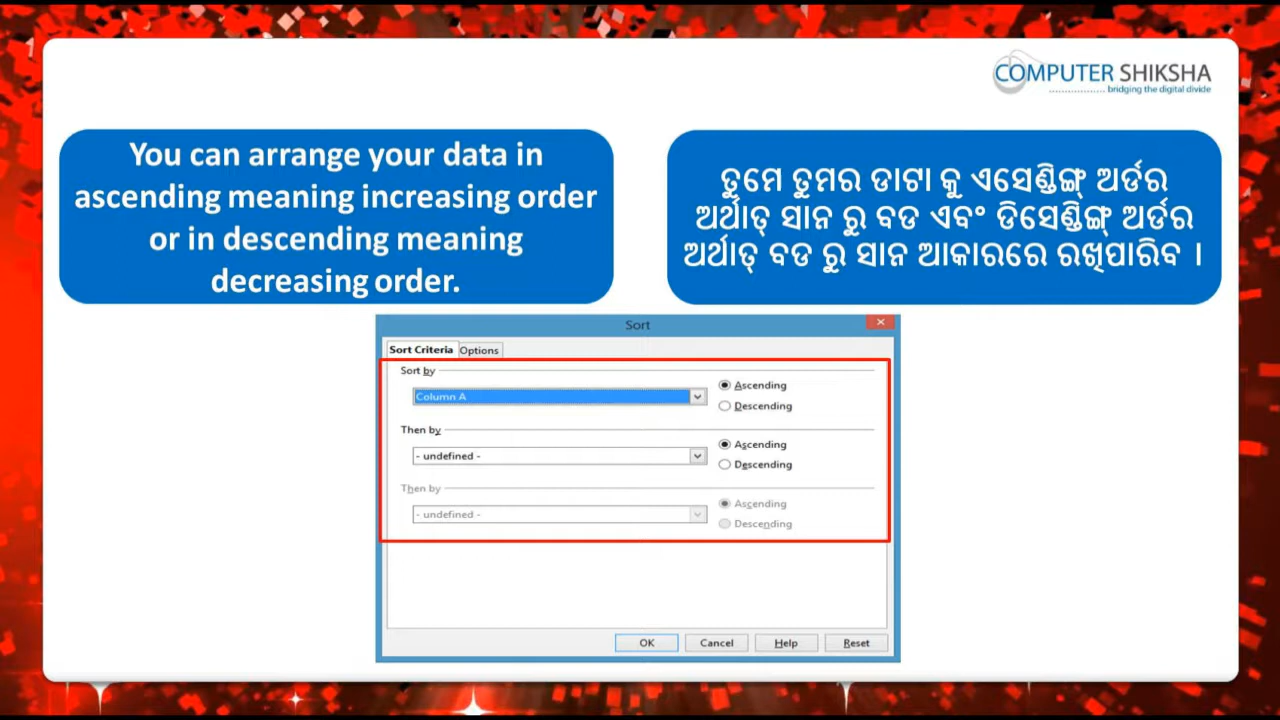 COMPUTER SHIKSHA
bridging the digital divide
You can arrange your data in
ascending meaning increasing order
or in descending meaning
decreasing order.
ତୁମେ ତୁମର ଡାଟା କୁ ଏସେଣ୍ଡିଙ୍ଗ୍ ଅର୍ଡର
ଅର୍ଥାତ୍ ସାନ ରୁ ବଡ ଏବଂ ଡିସେଣ୍ଡିଙ୍ଗ୍ ଅର୍ଡର
ଅର୍ଥାତ୍ ବଡ ରୁ ସାନ ଆକାରରେ ରଖିପାରିବ ।
Sort
Sort Criteria Options
Sort by
Column A
Ascending
Descending
Then by
- undefined -
Ascending
Descending
Then by
- undefined -
Ascending
Descending
OK Cancel Help Reset